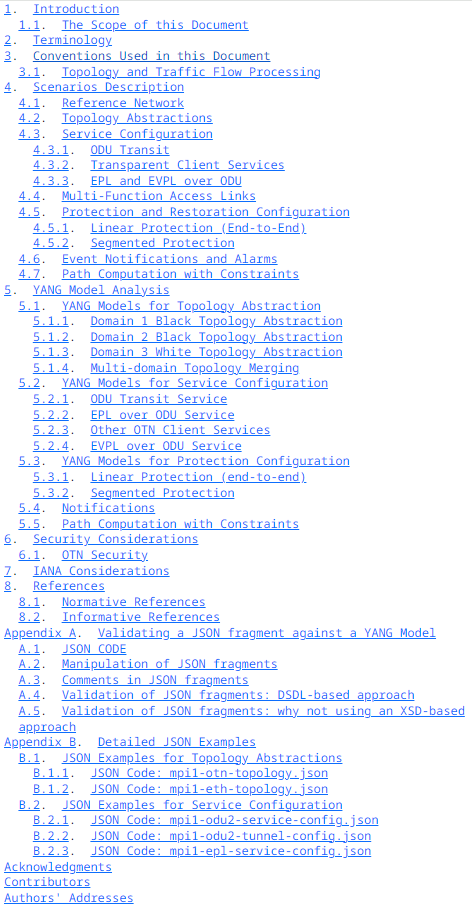 1. Introduction
1.1. The Scope of this Document
2. Terminology
3. Conventions Used in this Document
3.1. Topology and Traffic Flow Processing
4. Scenarios Description
4.1. Reference Network
4.2. Topology Abstractions
4.3. Service Configuration
4.3.1. ODU Transit
4.3.2. Transparent Client Services
4.3.3. EPL and EVPL over ODU
4.4. Multi-Function Access Links
4.5. Protection and Restoration Configuration
4.5.1. Linear Protection (End-to-End)
4.5.2. Segmented Protection
4.6. Event Notifications and Alarms
4.7. Path Computation with Constraints
5. YANG Model Analysis
5.1. YANG Models for Topology Abstraction
5.1.1. Domain 1 Black Topology Abstraction
5.1.2. Domain 2 Black Topology Abstraction
5.1.3. Domain 3 White Topology Abstraction
5.1.4. Multi-domain Topology Merging
5.2. YANG Models for Service Configuration
5.2.1. ODU Transit Service
5.2.2. EPL over ODU Service
5.2.3. Other OTN Client Services
5.2.4. EVPL over ODU Service
5.3. YANG Models for Protection Configuration
5.3.1. Linear Protection (end-to-end)
5.3.2. Segmented Protection
5.4. Notifications
5.5. Path Computation with Constraints
6. Security Considerations
6.1. OTN Security
7. IANA Considerations
8. References
8.1. Normative References
8.2. Informative References
Appendix A. Validating a JSON fragment against a YANG Model
A.1. JSON CODE
A.2. Manipulation of JSON fragments
A.3. Comments in JSON fragments
A.4. Validation of JSON fragments: DSDL-based approach
A.5. Validation of JSON fragments: why not using an XSD-based
approach
Appendix B. Detailed JSON Examples
B.1. JSON Examples for Topology Abstractions
B.1.1. JSON Code: mpi1-otn-topology.json
B.1.2. JSON Code: mpi1-eth-topology.json
B.2. JSON Examples for Service Configuration
B.2.1. JSON Code: mpi1-odu2-service-config.json
B.2.2. JSON Code: mpi1-odu2-tunnel-config.json
B.2.3. JSON Code: mpi1-epl-service-config.json
Acknowledgments
Contributors
Authors' Addresses